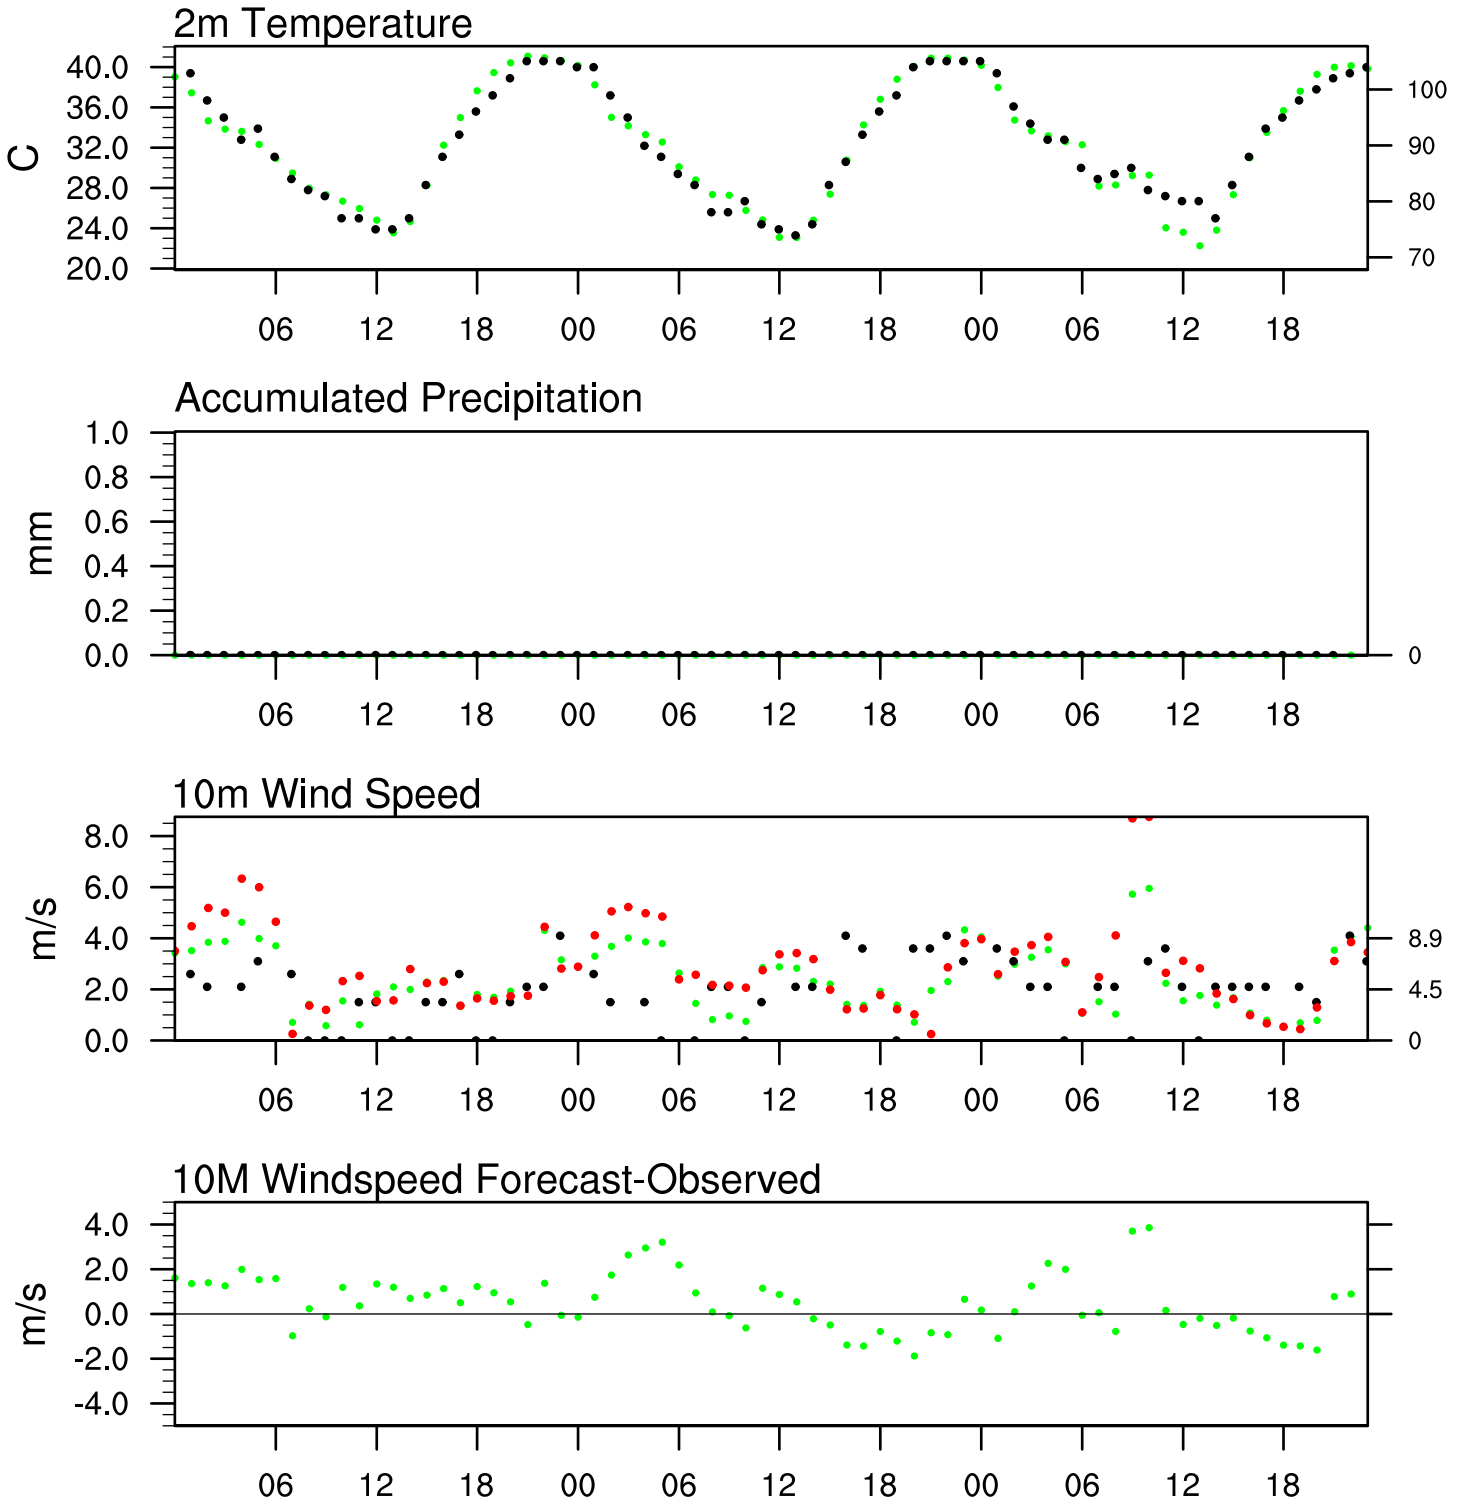 2m Temperature
C
40.0
36.0
32.0
28.0
24.0
20.0
100
90
80
70
06 12 18 00 06 12 18 00 06 12 18
Accumulated Precipitation
mm
1.0
0.8
0.6
0.4
0.2
0.0
0
06 12 18 00 06 12 18 00 06 12 18
10m Wind Speed
m/s
8.0
6.0
4.0
2.0
0.0
8.9
4.5
0
06 12 18 00 06 12 18 00 06 12 18
10M Windspeed Forecast-Observed
m/s
4.0
2.0
0.0
-2.0
-4.0
06 12 18 00 06 12 18 00 06 12 18